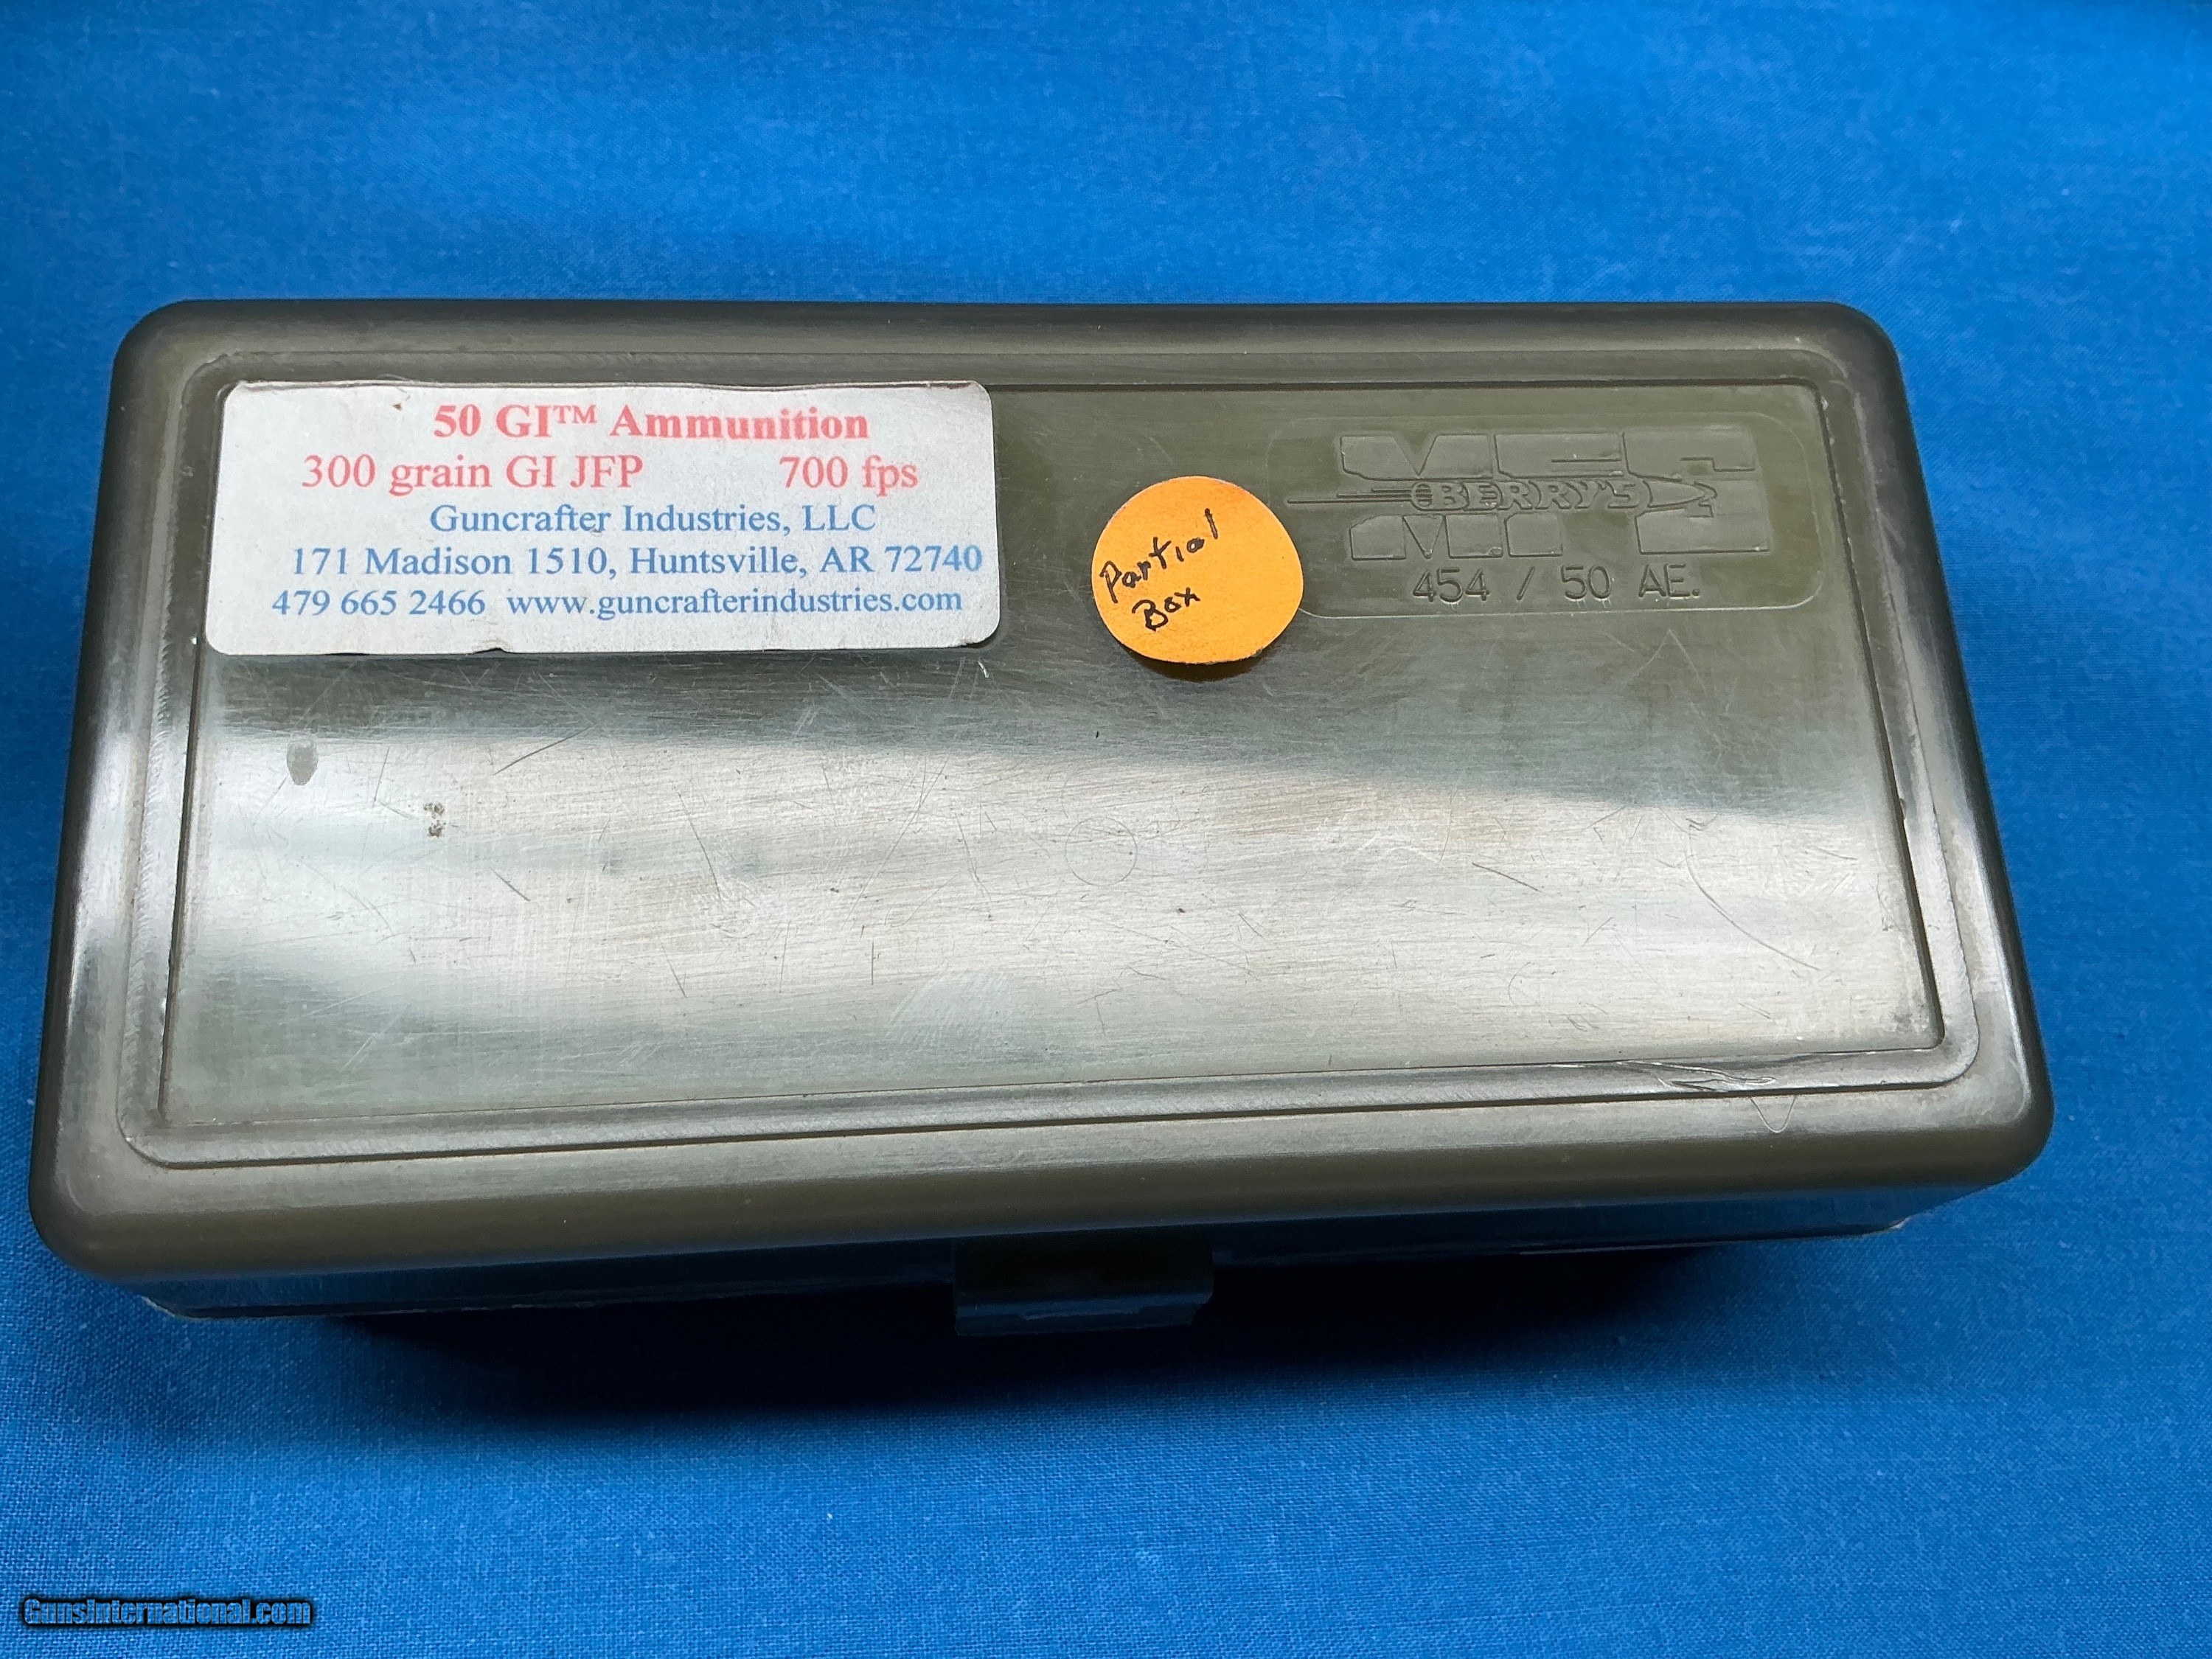 50 GI™ Ammunition
300 grain GI JFP 700 fps
Guncrafter Industries, LLC
171 Madison 1510, Huntsville, AR 72740
479 665 2466 www.guncrafterindustries.com
Partial
Box
MFG
BERRY'S
454 / 50 AE.
GunsInternational.com